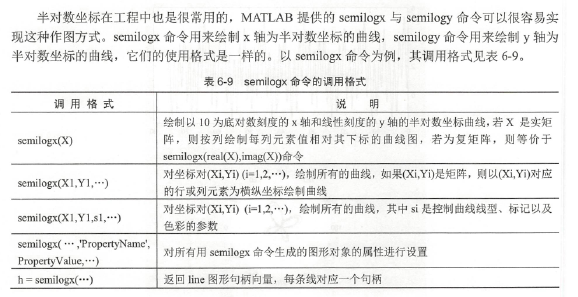 半对数坐标在工程中也是很常用的，MATLAB 提供的 semilogx 与 semilogy 命令可以很容易实
现这种作图方式。semilogx 命令用来绘制 x 轴为半对数坐标的曲线，semilogy 命令用来绘制 y 轴为
半对数坐标的曲线，它们的使用格式是一样的。以 semilogx 命令为例，其调用格式见表 6-9。
表 6-9 semilogx 命令的调用格式
调 用 格 式 说 明
semilogx(X)
绘制以 10 为底对数刻度的 x 轴和线性刻度的 y 轴的半对数坐标曲线，若 X 是实矩
阵，则按列绘制每列元素值相对其下标的曲线图，若为复矩阵，则等价于
semilogx(real(X),imag(X))命令
semilogx(X1,Y1,…)
对坐标对(Xi,Yi) (i=1,2,…)，绘制所有的曲线，如果(Xi,Yi)是矩阵，则以(Xi,Yi)对应
的行或列元素为横纵坐标绘制曲线
semilogx(X1,Y1,s1,…)
对坐标对(Xi,Yi) (i=1,2,…)，绘制所有的曲线，其中 si 是控制曲线线型、标记以及
色彩的参数
semilogx( … ,'PropertyName',
PropertyValue,…)
对所有用 semilogx 命令生成的图形对象的属性进行设置
h = semilogx(…)
返回 line 图形句柄向量，每条线对应一个句柄